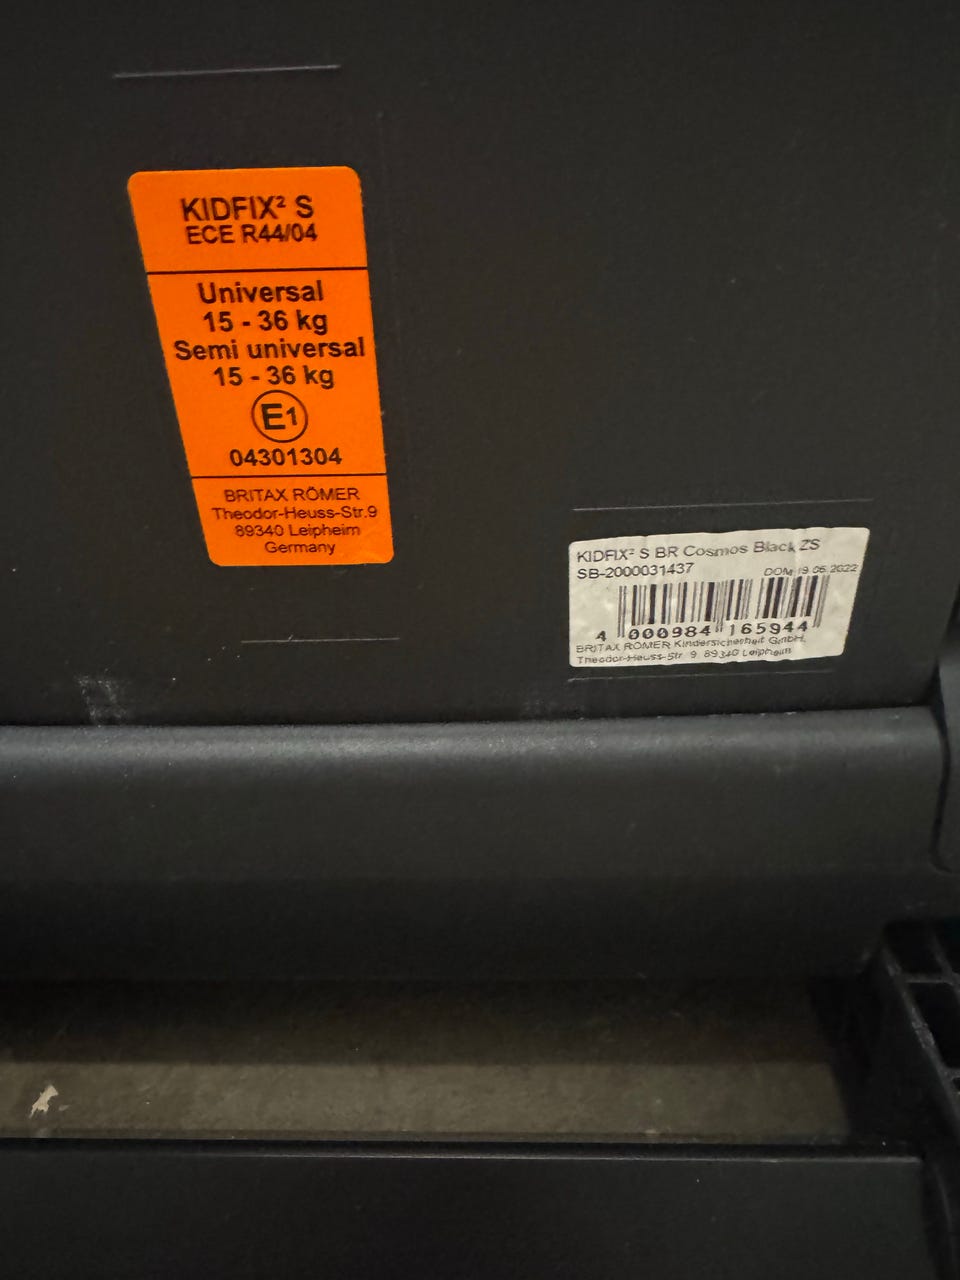 KIDFIX² S
ECE R44/04
Universal
15 - 36 kg
Semi universal
15 - 36 kg
E1
04301304
BRITAX RÖMER
Theodor-Heuss-Str.9
89340 Leipheim
Germany
KIDFIX² S BR Cosmos Black ZS
SB-2000031437 DOM 19.06.2022
4 000984 165944
BRITAX RÖMER Kindersicherheit GmbH,
Theodor-Heuss-Str. 9 89340 Leipheim